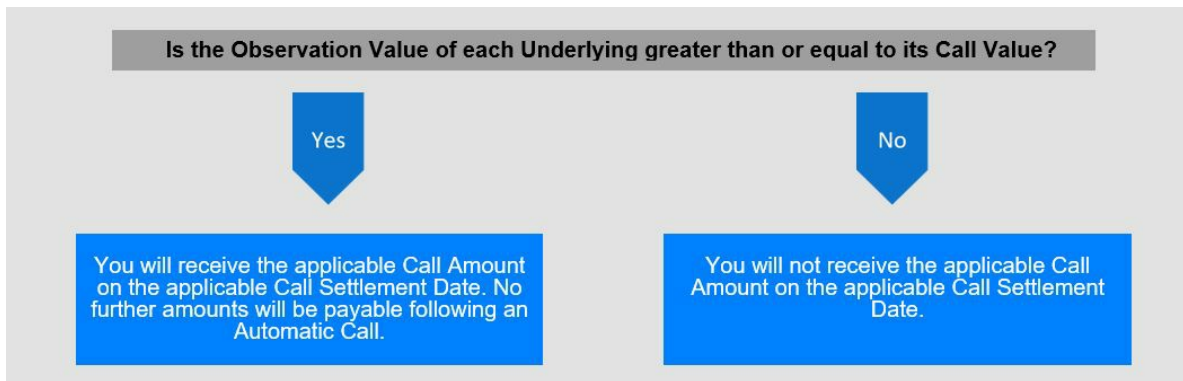 Is the Observation Value of each Underlying greater than or equal to its Call Value?
Yes
No
You will receive the applicable Call Amount
on the applicable Call Settlement Date. No
further amounts will be payable following an
Automatic Call.
You will not receive the applicable Call
Amount on the applicable Call Settlement
Date.